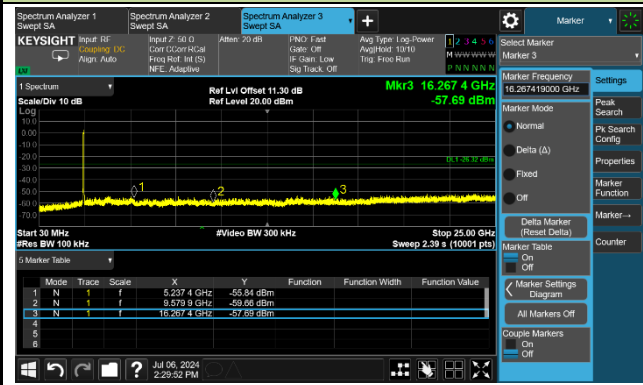 Spectrum Analyzer 1
Swept SA
Spectrum Analyzer 2
Swept SA
Spectrum Analyzer 3
Swept SA
Marker
KEYSIGHT
Input: RF
Coupling: DC
Align: Auto
Input Z: 50 Ω
Corr CCorr RCal
Freq Ref: Int (S)
NFE: Adaptive
Atten: 20 dB
PNO: Fast
Gate: Off
IF Gain: Low
Sig Track: Off
Avg Type: Log-Power
Avg|Hold: 10/10
Trig: Free Run
1 2 3 4 5 6
M W W W W W
P N N N N N
LV
Select Marker
Marker 3
1 Spectrum
Scale/Div 10 dB
Ref Lvl Offset 11.30 dB
Ref Level 20.00 dBm
Mkr3 16.267 4 GHz
-57.69 dBm
Log
10.0
0.00
-10.0
-20.0
-30.0
-40.0
-50.0
-60.0
-70.0
DL1 -26.32 dBm
1
2
3
Start 30 MHz
#Res BW 100 kHz
#Video BW 300 kHz
Stop 25.00 GHz
Sweep 2.39 s (10001 pts)
5 Marker Table
Mode Trace Scale X Y Function Function Width Function Value
1 N 1 f 5.237 4 GHz -55.84 dBm
2 N 1 f 9.579 9 GHz -59.66 dBm
3 N 1 f 16.267 4 GHz -57.69 dBm
4
5
6
Marker Frequency
16.267419000 GHz
Marker Mode
Normal
Delta (Δ)
Fixed
Off
Delta Marker
(Reset Delta)
Marker Table
On
Off
Marker Settings
Diagram
All Markers Off
Couple Markers
On
Off
Settings
Peak
Search
Pk Search
Config
Properties
Marker
Function
Marker→
Counter
Jul 06, 2024
2:29:52 PM